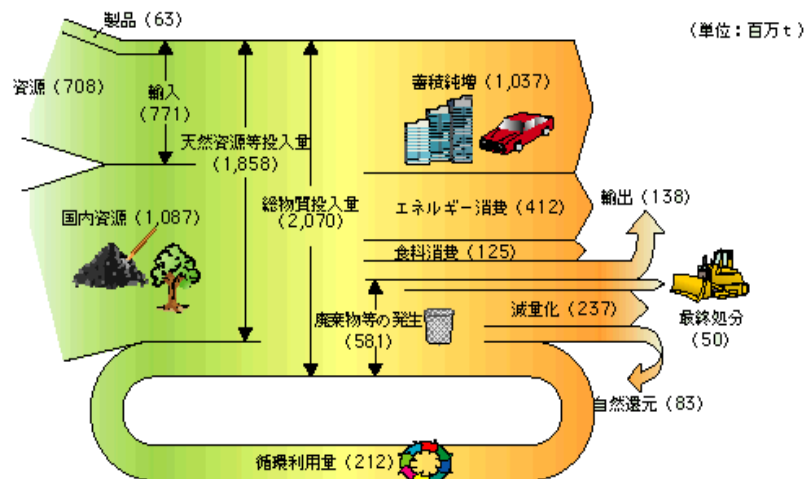 製品(63)
(単位:百万t)
資源(708)
輸入
(771)
天然資源等投入量
(1,858)
蓄積純増(1,037)
国内資源(1,087)
総物質投入量
(2,070)
エネルギー消費(412)
輸出(138)
食料消費(125)
廃棄物等の発生
(581)
減量化(237)
最終処分
(50)
自然還元(83)
循環利用量(212)